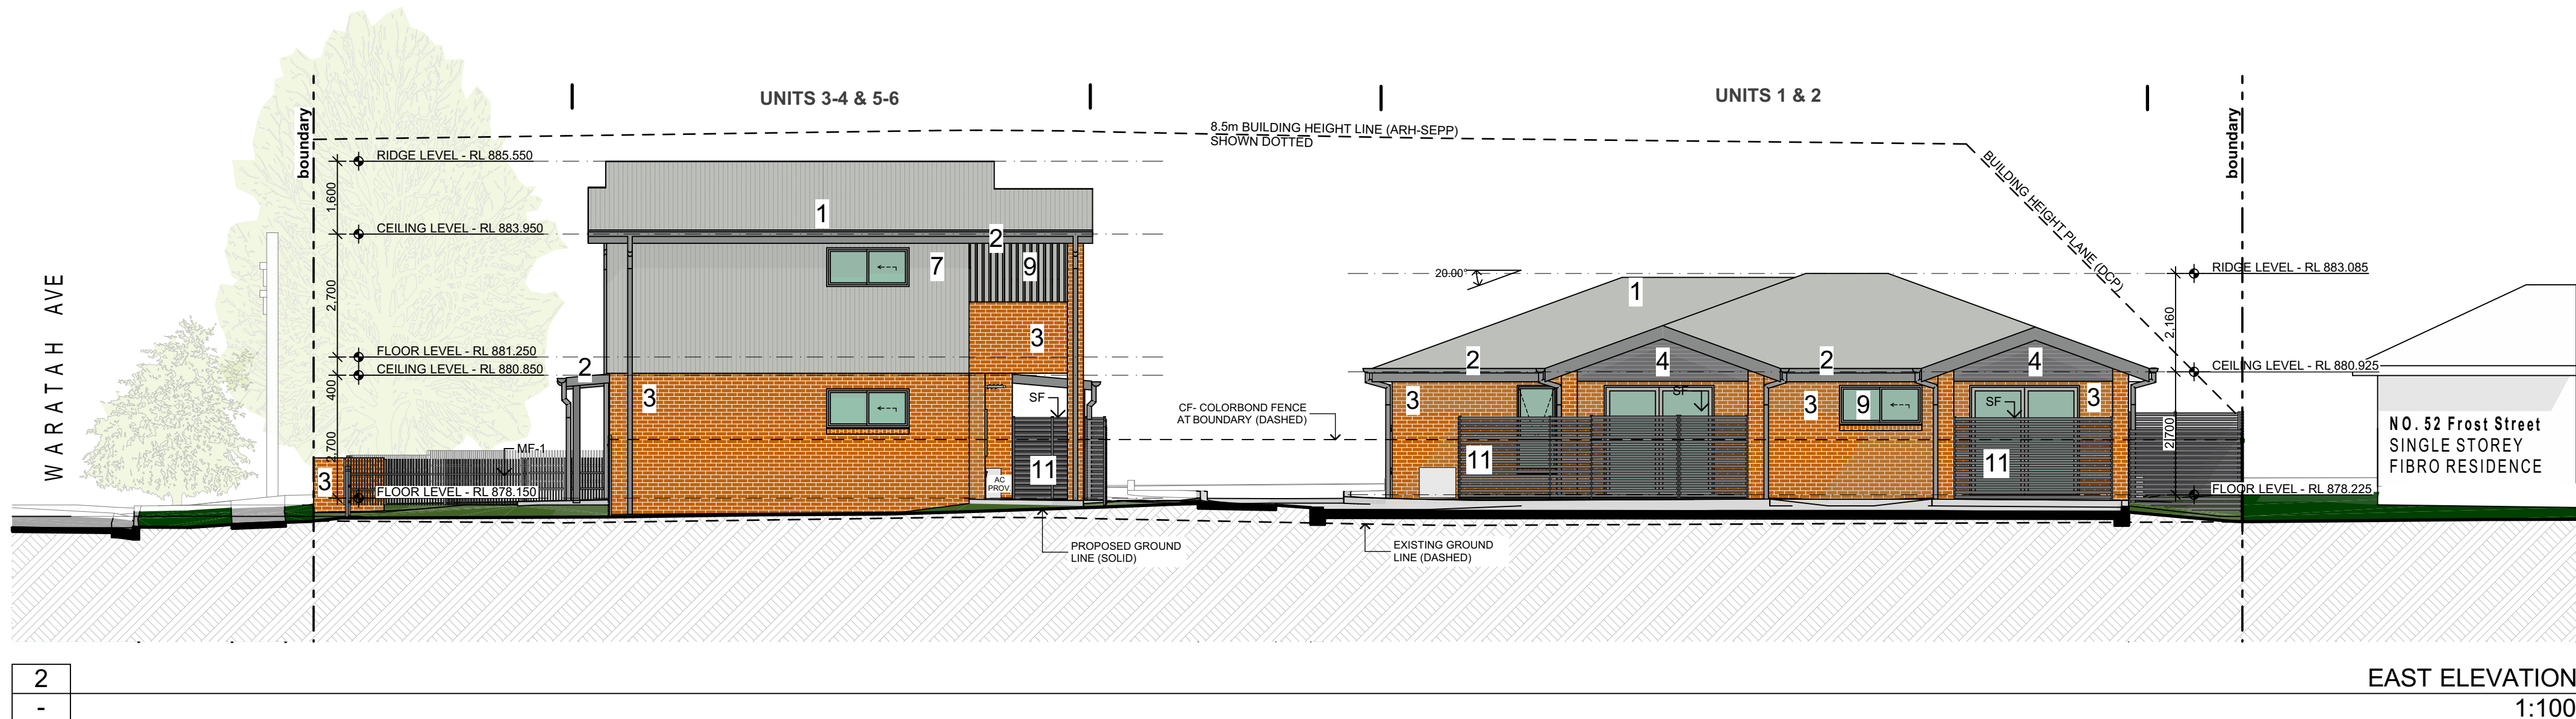 UNITS 3-4 & 5-6
UNITS 1 & 2
boundary
boundary
8.5m BUILDING HEIGHT LINE (ARH-SEPP)
SHOWN DOTTED
BUILDING HEIGHT PLANE (DCP)
RIDGE LEVEL - RL 885.550
1,600
CEILING LEVEL - RL 883.950
2,700
FLOOR LEVEL - RL 881.250
CEILING LEVEL - RL 880.850
400
2,700
FLOOR LEVEL - RL 878.150
WARATAH AVE
MF-1
1
2
7
9
3
2
3
SF
3
11
AC
PROV.
CF- COLORBOND FENCE
AT BOUNDARY (DASHED)
20.00°
1
2
4
2
4
SF
SF
3
3
9
3
11
11
RIDGE LEVEL - RL 883.085
2,160
CEILING LEVEL - RL 880.925
2,700
FLOOR LEVEL - RL 878.225
NO. 52 Frost Street
SINGLE STOREY
FIBRO RESIDENCE
PROPOSED GROUND
LINE (SOLID)
EXISTING GROUND
LINE (DASHED)
2
-
EAST ELEVATION
1:100